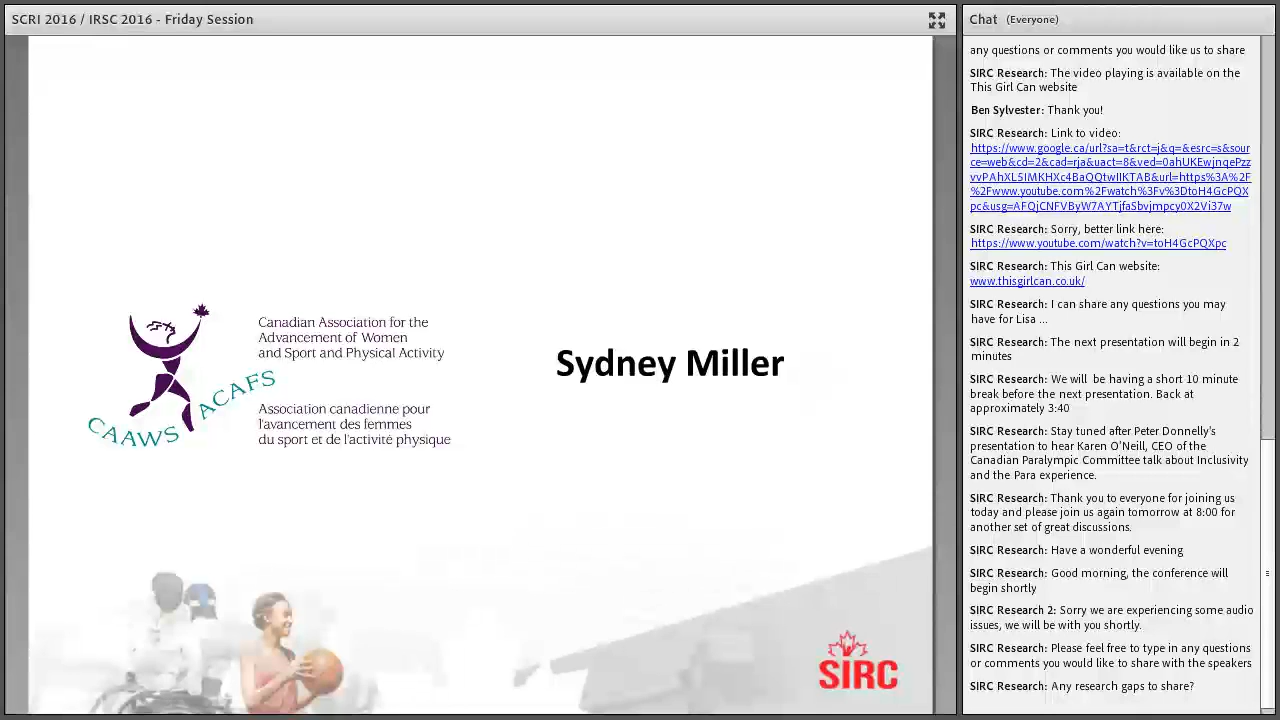 SCRI 2016 / IRSC 2016 - Friday Session
Canadian Association for the
Advancement of Women
and Sport and Physical Activity
CAAWS ACAFS
Association canadienne pour
l'avancement des femmes
du sport et de l'activité physique
Sydney Miller
SIRC
Chat (Everyone)
any questions or comments you would like us to share
SIRC Research: The video playing is available on the
This Girl Can website
Ben Sylvester: Thank you!
SIRC Research: Link to video:
https://www.google.ca/url?sa=t&rct=j&q=&esrc=s&sour
ce=web&cd=2&cad=rja&uact=8&ved=0ahUKEwjnqePzz
vvPAhXL5IMKHXc4BaQQtwIIKTAB&url=https%3A%2F
%2Fwww.youtube.com%2Fwatch%3Fv%3DtoH4GcPQX
pc&usg=AFQjCNFVByW7AYTjfaSbvjmpcy0X2Vi37w
SIRC Research: Sorry, better link here:
https://www.youtube.com/watch?v=toH4GcPQXpc
SIRC Research: This Girl Can website:
www.thisgirlcan.co.uk/
SIRC Research: I can share any questions you may
have for Lisa ...
SIRC Research: The next presentation will begin in 2
minutes
SIRC Research: We will be having a short 10 minute
break before the next presentation. Back at
approximately 3:40
SIRC Research: Stay tuned after Peter Donnelly's
presentation to hear Karen O'Neill, CEO of the
Canadian Paralympic Committee talk about Inclusivity
and the Para experience.
SIRC Research: Thank you to everyone for joining us
today and please join us again tomorrow at 8:00 for
another set of great discussions.
SIRC Research: Have a wonderful evening
SIRC Research: Good morning, the conference will
begin shortly
SIRC Research 2: Sorry we are experiencing some audio
issues, we will be with you shortly.
SIRC Research: Please feel free to type in any questions
or comments you would like to share with the speakers
SIRC Research: Any research gaps to share?